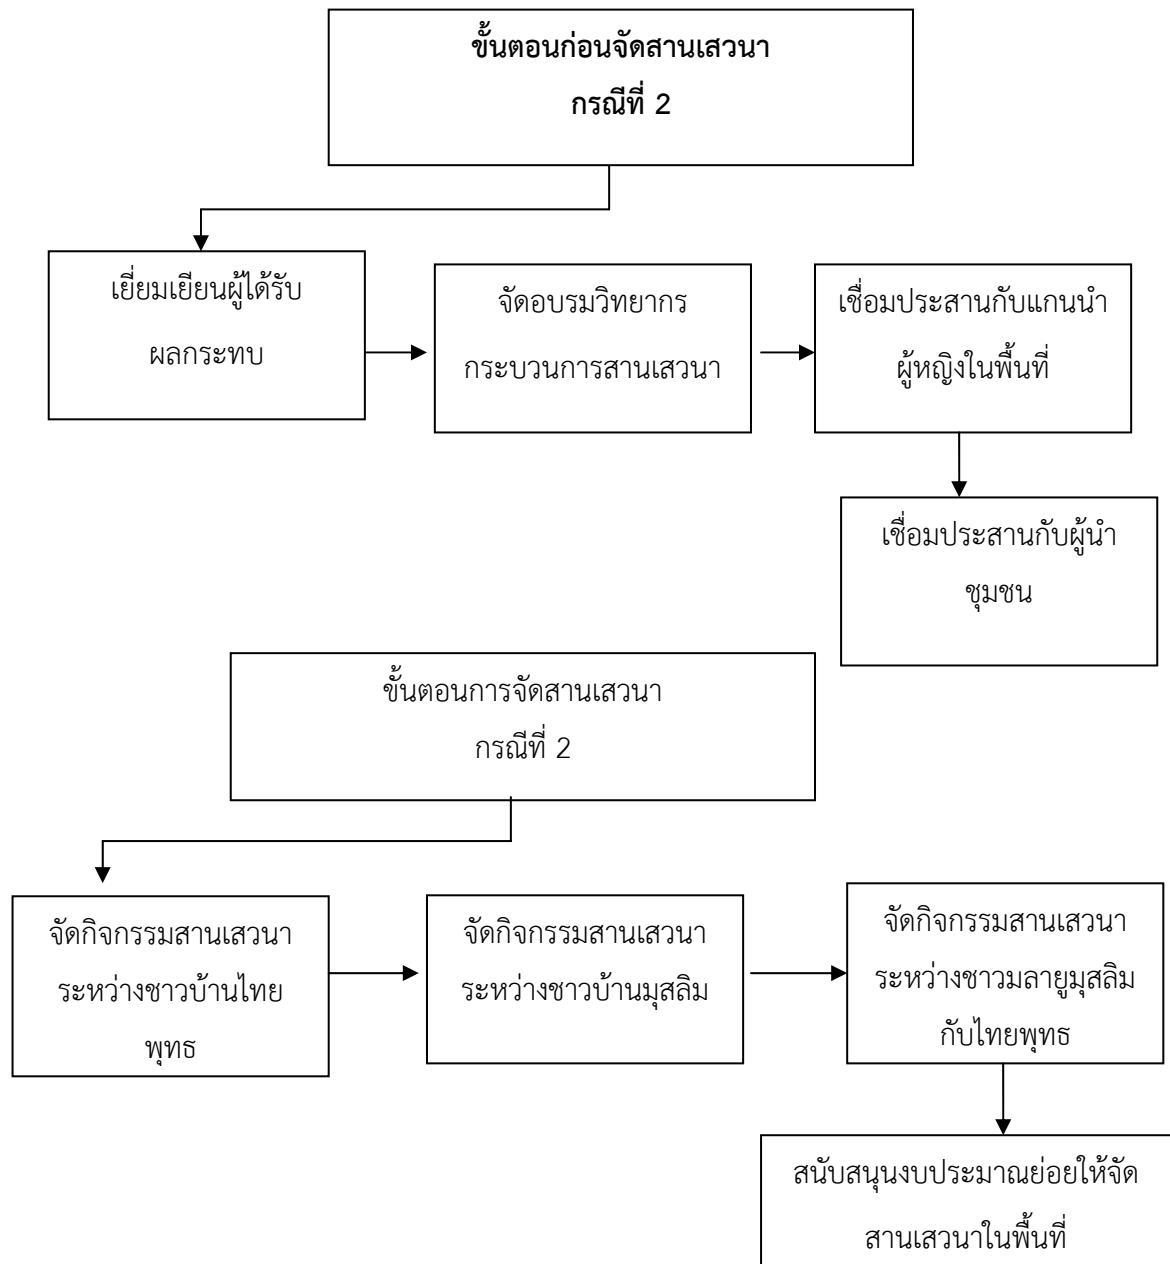 ขั้นตอนก่อนจัดสานเสวนา
กรณีที่ 2
เยี่ยมเยียนผู้ได้รับ
ผลกระทบ
จัดอบรมวิทยากร
กระบวนการสานเสวนา
เชื่อมประสานกับแกนนำ
ผู้หญิงในพื้นที่
เชื่อมประสานกับผู้นำ
ชุมชน
ขั้นตอนการจัดสานเสวนา
กรณีที่ 2
จัดกิจกรรมสานเสวนา
ระหว่างชาวบ้านไทย
พุทธ
จัดกิจกรรมสานเสวนา
ระหว่างชาวบ้านมุสลิม
จัดกิจกรรมสานเสวนา
ระหว่างชาวมลายูมุสลิม
กับไทยพุทธ
สนับสนุนงบประมาณย่อยให้จัด
สานเสวนาในพื้นที่